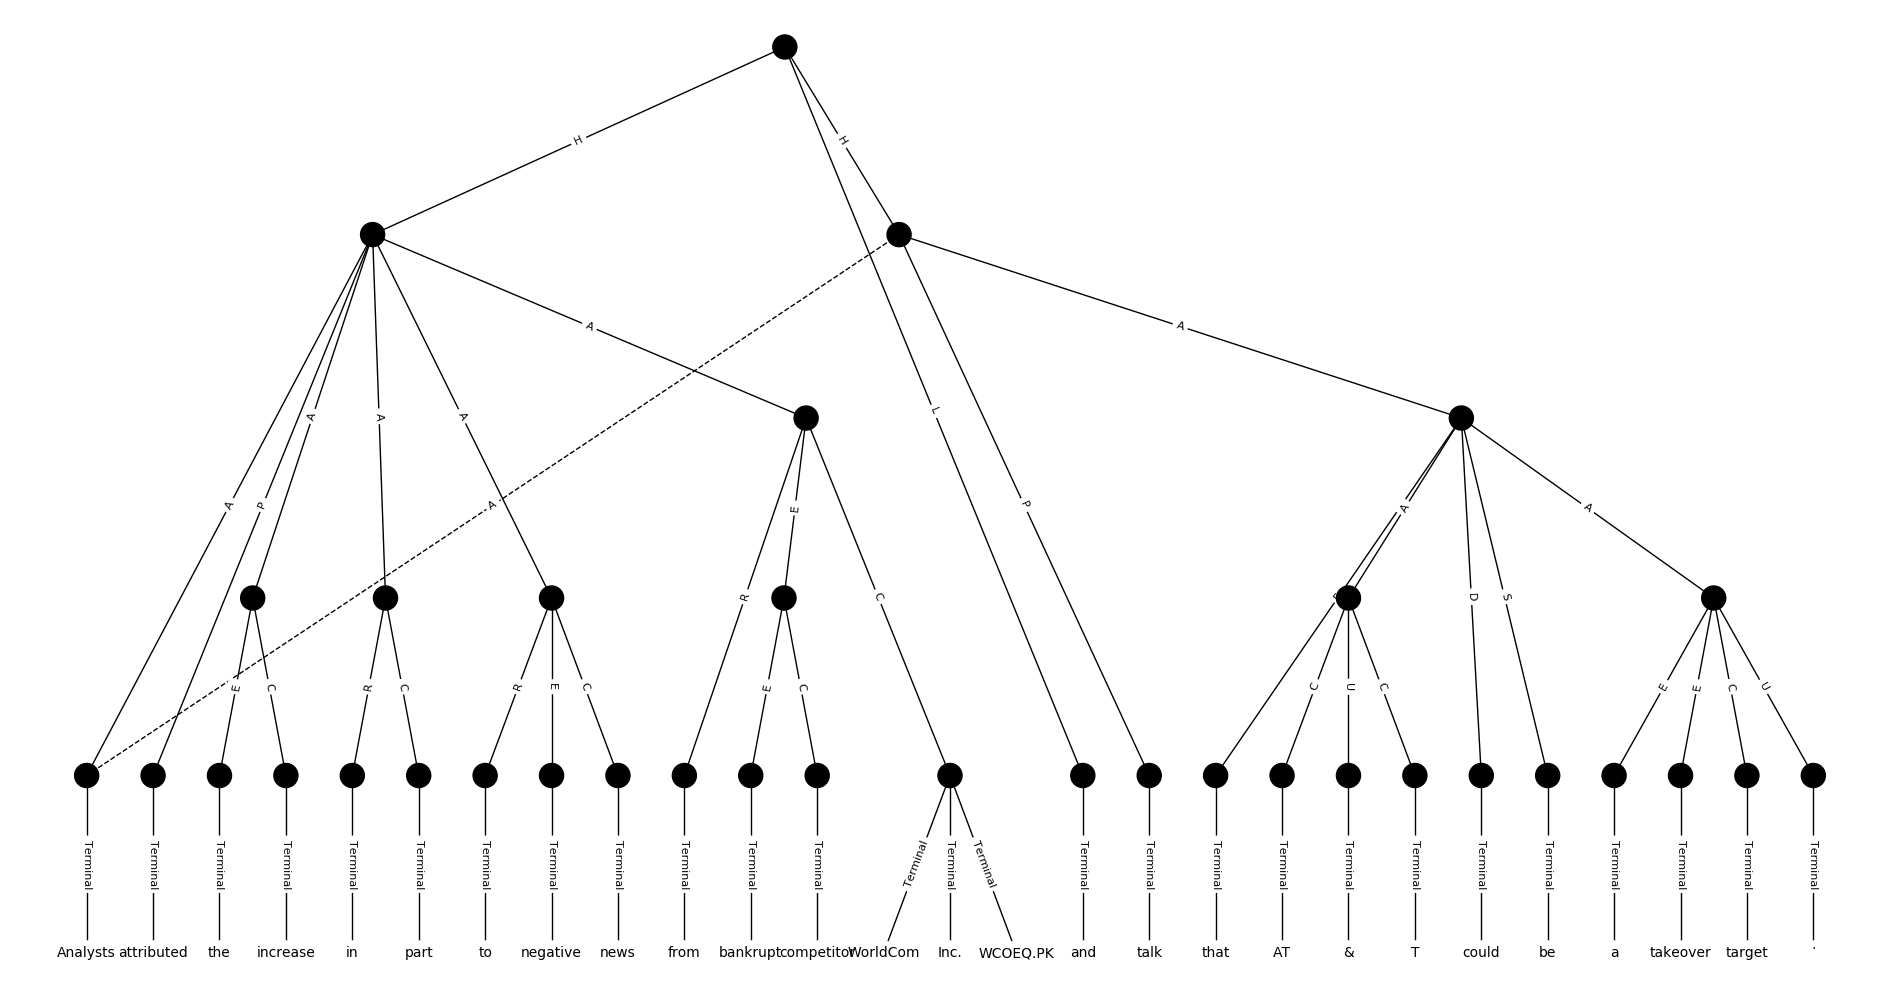 H H
A A
A A A L
A P A P A A
E
R E C F D S
E C R C R E C E C C U C E E C U
Terminal Terminal Terminal Terminal Terminal Terminal Terminal Terminal Terminal Terminal Terminal Terminal Terminal Terminal Terminal Terminal Terminal Terminal Terminal Terminal Terminal Terminal Terminal Terminal Terminal Terminal Terminal
Analysts attributed the increase in part to negative news from bankrupt competitor WorldCom Inc. WCOEQ.PK and talk that AT & T could be a takeover target .